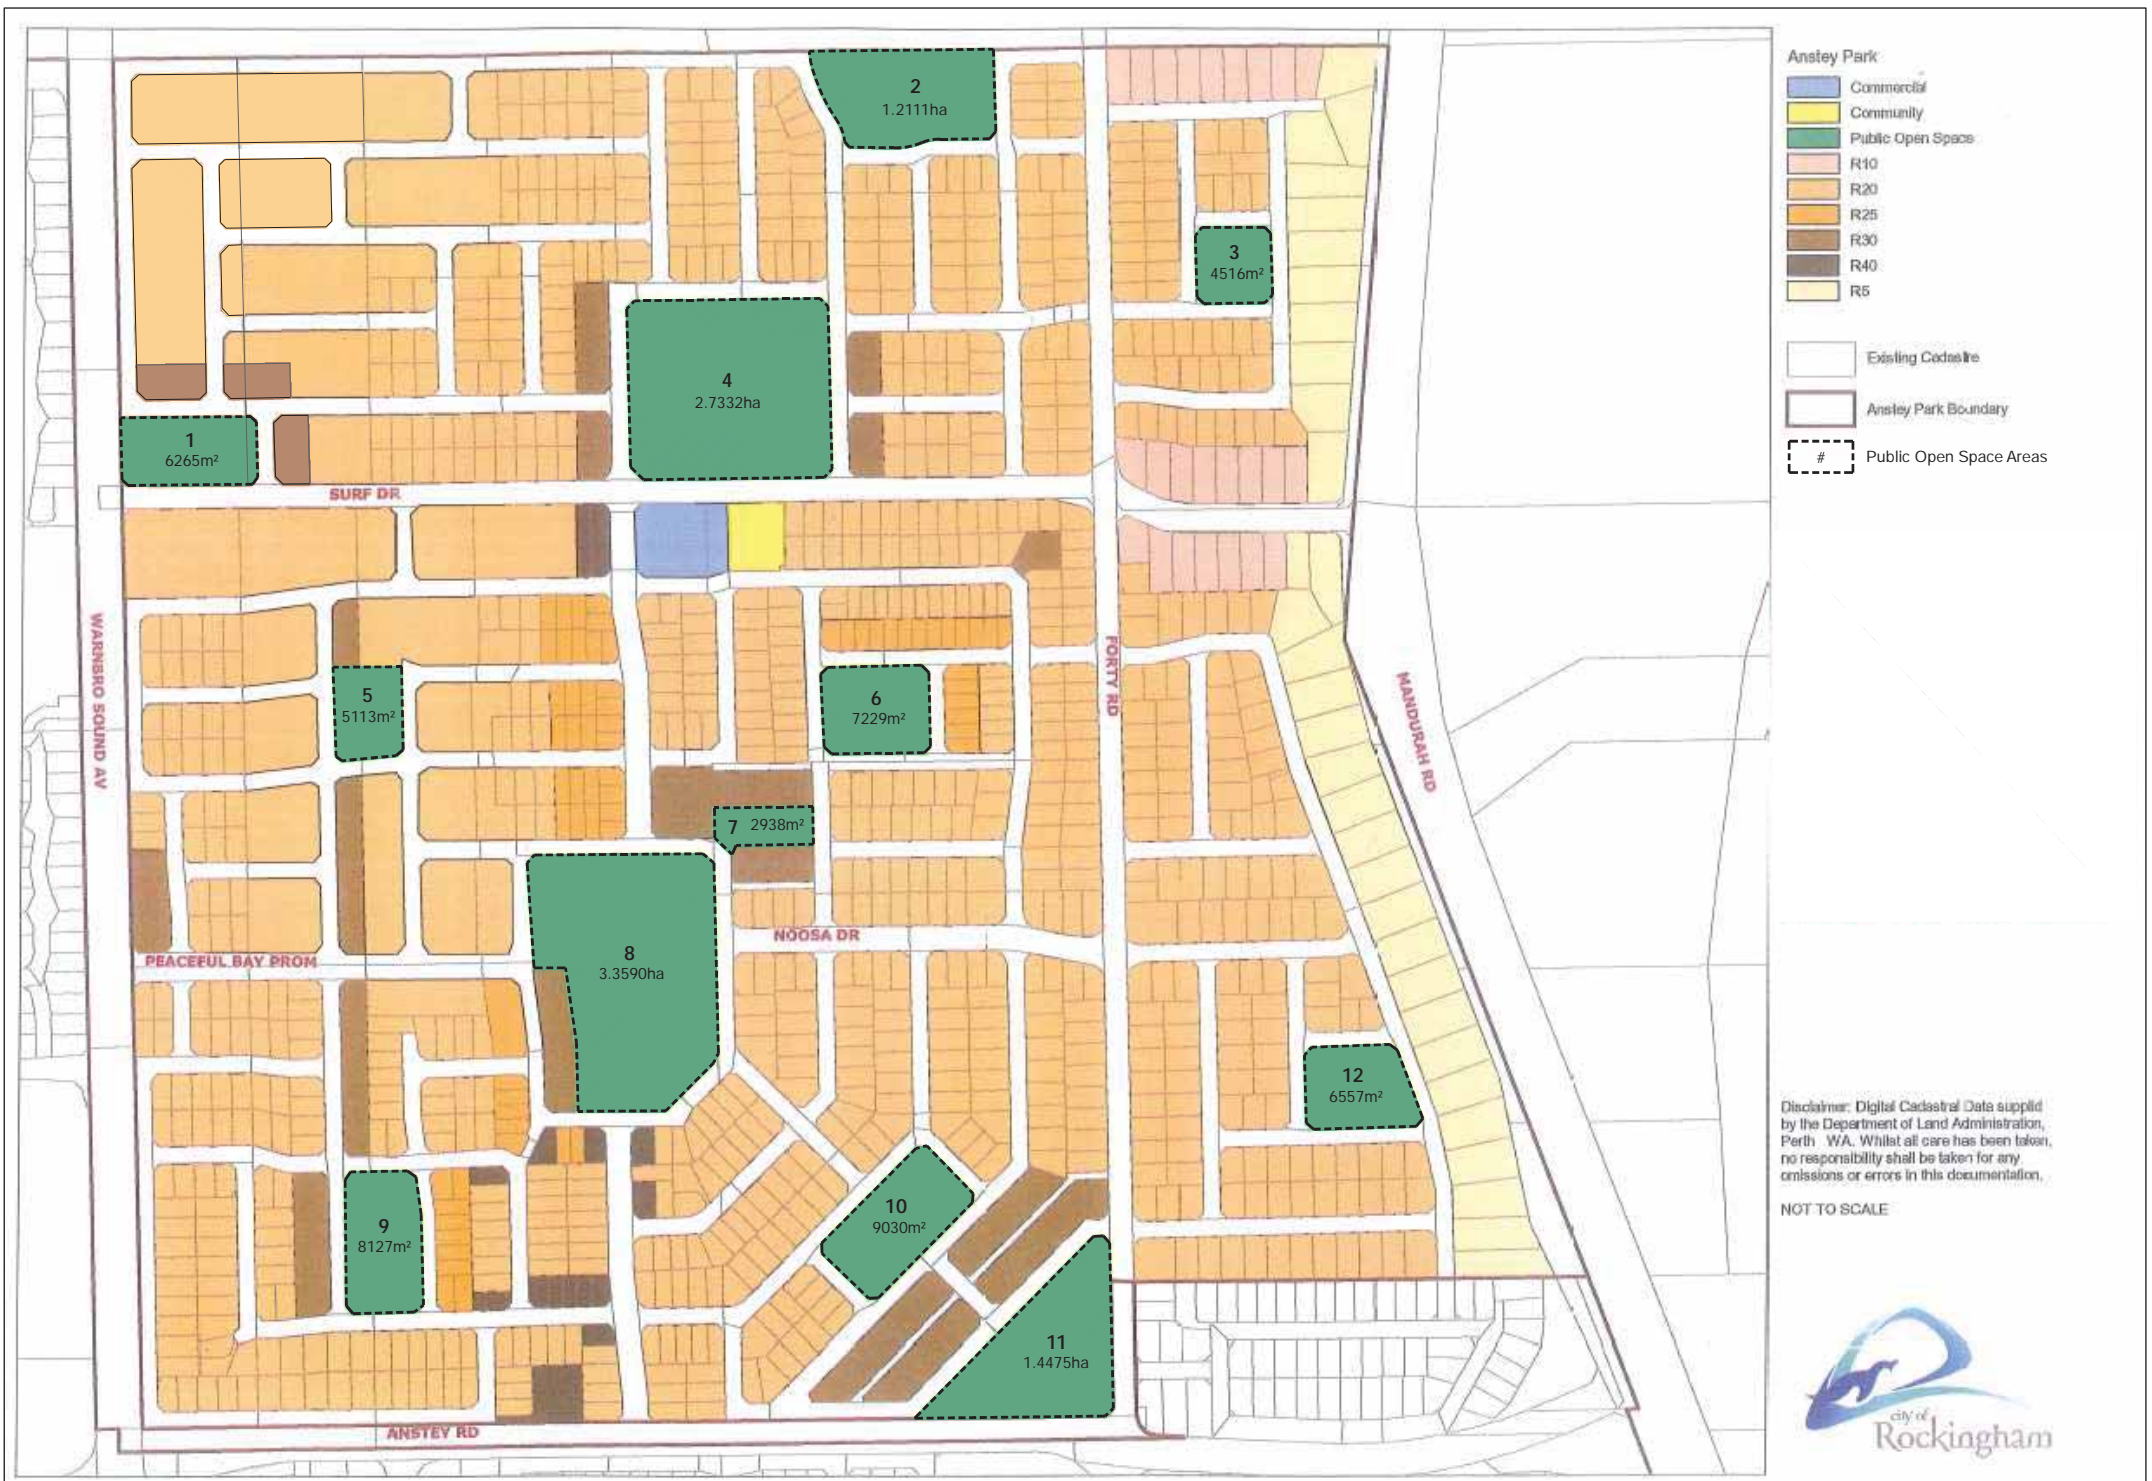 2
1.2111ha
3
4516m²
4
2.7332ha
1
6265m²
SURF DR
5
5113m²
6
7229m²
7 2938m²
8
3.3590ha
NOOSA DR
PEACEFUL BAY PROM
12
6557m²
9
8127m²
10
9030m²
11
1.4475ha
ANSTEY RD
WARNBRO SOUND AV
FORTY RD
MANDURAH RD
Anstey Park
Commercial
Community
Public Open Space
R10
R20
R25
R30
R40
R5
Existing Cadastre
Anstey Park Boundary
# Public Open Space Areas
Disclaimer: Digital Cadastral Data supplid
by the Department of Land Administration,
Perth WA. Whilst all care has been taken,
no responsibility shall be taken for any
omissions or errors in this documentation.
NOT TO SCALE
city of
Rockingham